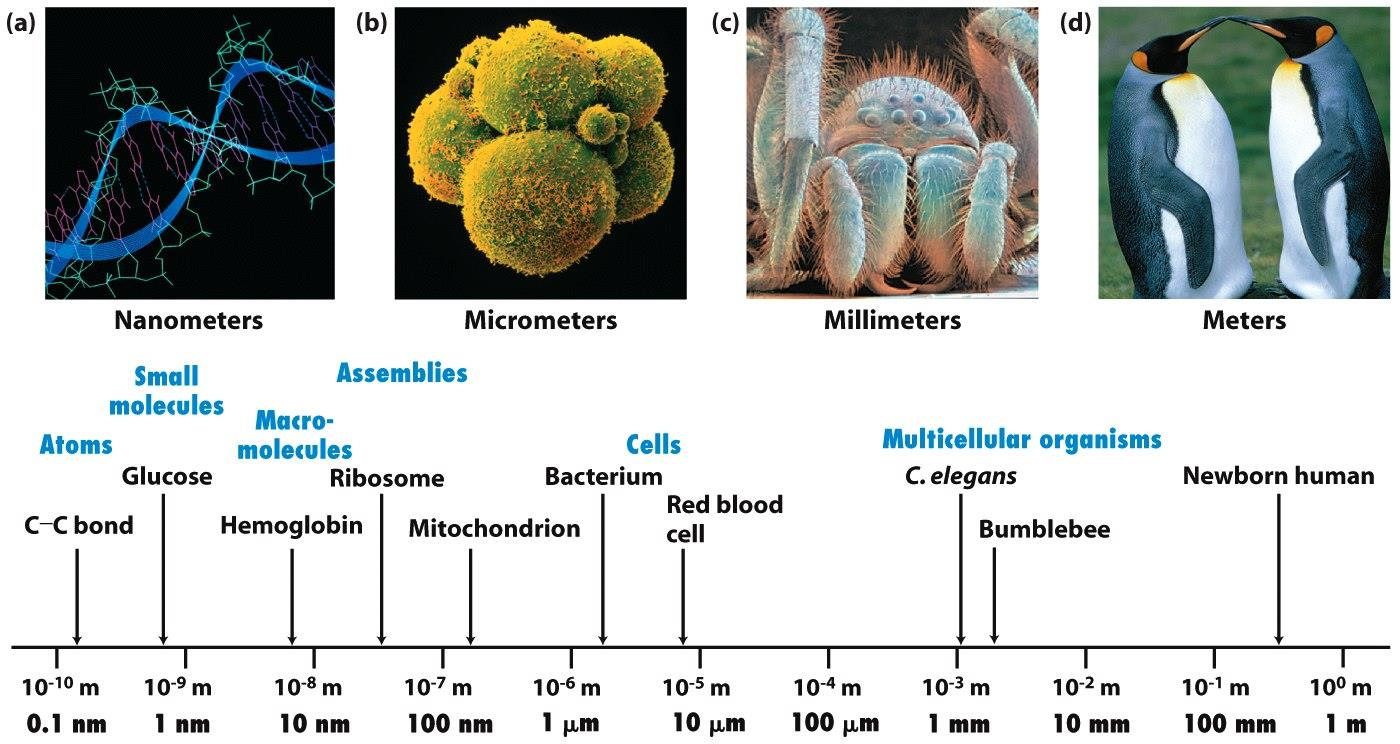 (a)
(b)
(c)
(d)
Nanometers
Micrometers
Millimeters
Meters
Small
molecules
Assemblies
Macro-
molecules
Atoms
Cells
Multicellular organisms
Glucose
Ribosome
Bacterium
C. elegans
Newborn human
C–C bond
Hemoglobin
Mitochondrion
Red blood
cell
Bumblebee
10⁻¹⁰ m 10⁻⁹ m 10⁻⁸ m 10⁻⁷ m 10⁻⁶ m 10⁻⁵ m 10⁻⁴ m 10⁻³ m 10⁻² m 10⁻¹ m 10⁰ m
0.1 nm 1 nm 10 nm 100 nm 1 μm 10 μm 100 μm 1 mm 10 mm 100 mm 1 m